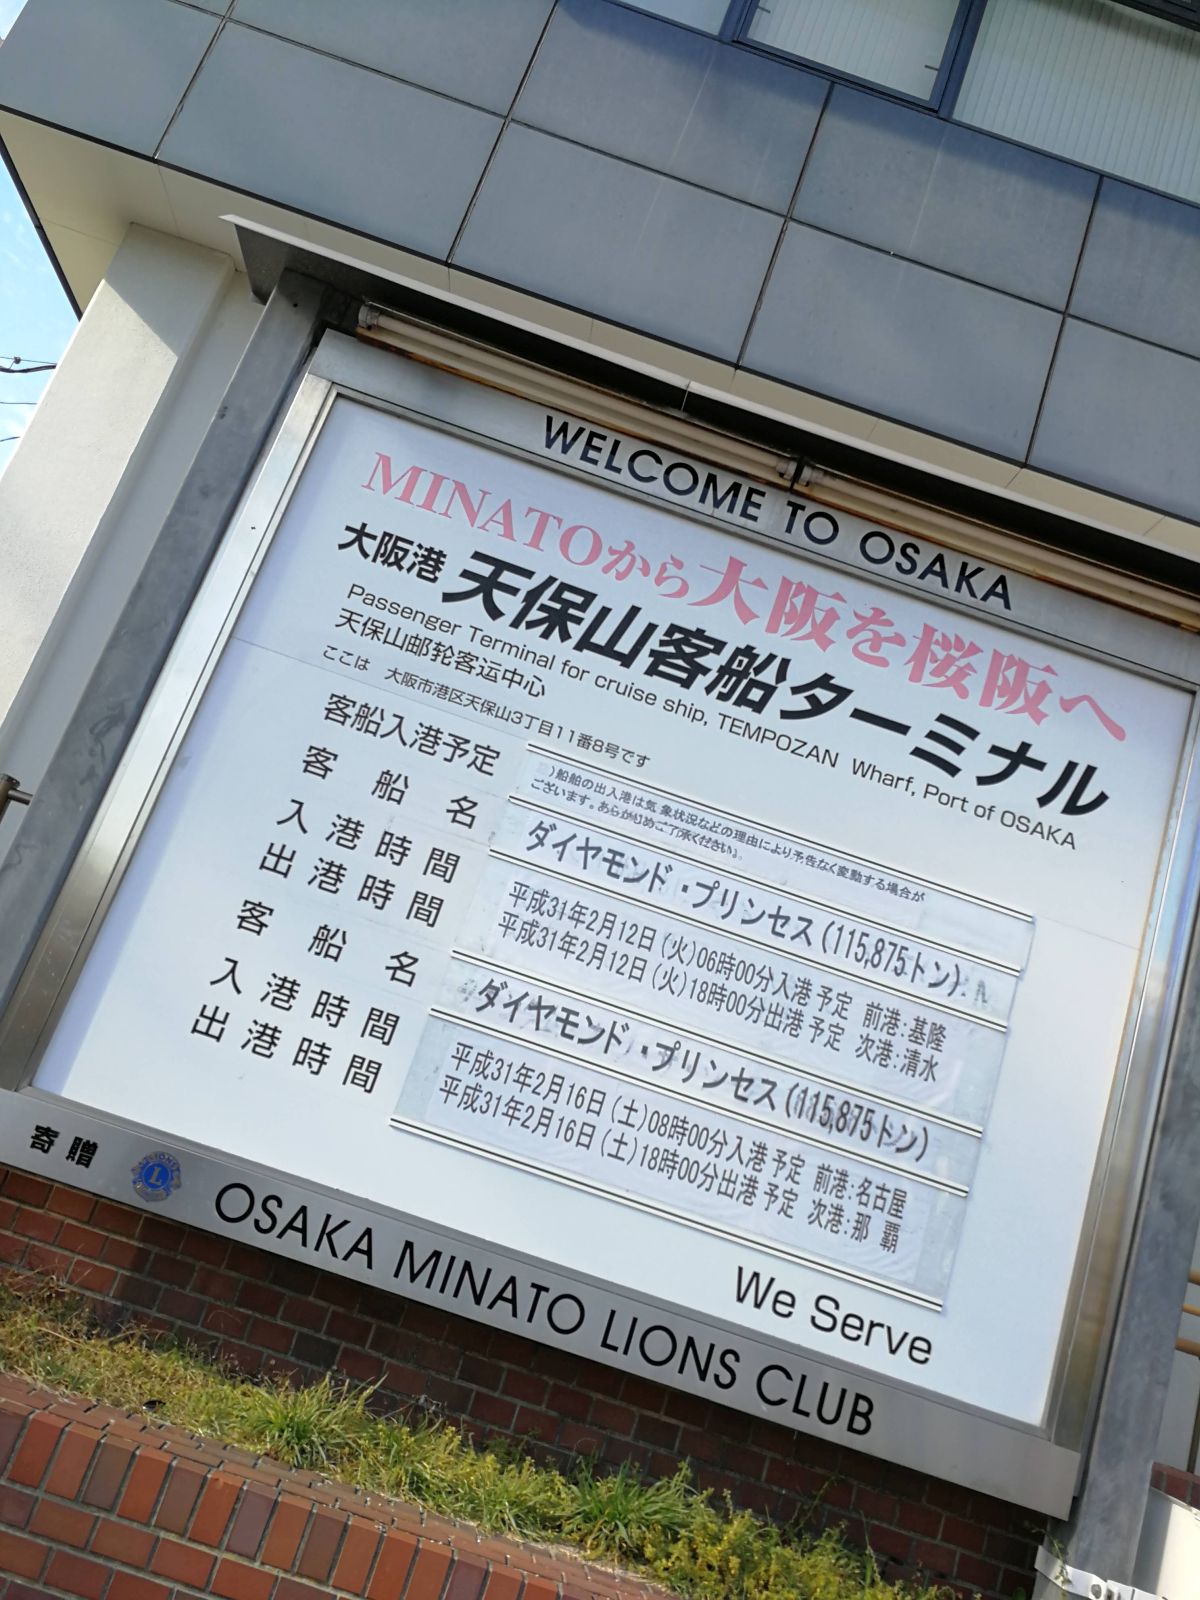 WELCOME TO OSAKA
MINATOから大阪を桜阪へ
大阪港 天保山客船ターミナル
Passenger Terminal for cruise ship, TEMPOZAN Wharf, Port of OSAKA
天保山邮轮客运中心
ここは 大阪市港区天保山3丁目11番8号です
客船入港予定
)船舶の出入港は気象状況などの理由により予告なく変動する場合が
ございます。あらかじめご了承ください。
客船名 ダイヤモンド・プリンセス(115,875トン)
入港時間 平成31年2月12日(火)06時00分入港予定 前港:基隆
出港時間 平成31年2月12日(火)18時00分出港予定 次港:清水
客船名 ダイヤモンド・プリンセス(115,875トン)
入港時間 平成31年2月16日(土)08時00分入港予定 前港:名古屋
出港時間 平成31年2月16日(土)18時00分出港予定 次港:那覇
We Serve
寄贈 L OSAKA MINATO LIONS CLUB